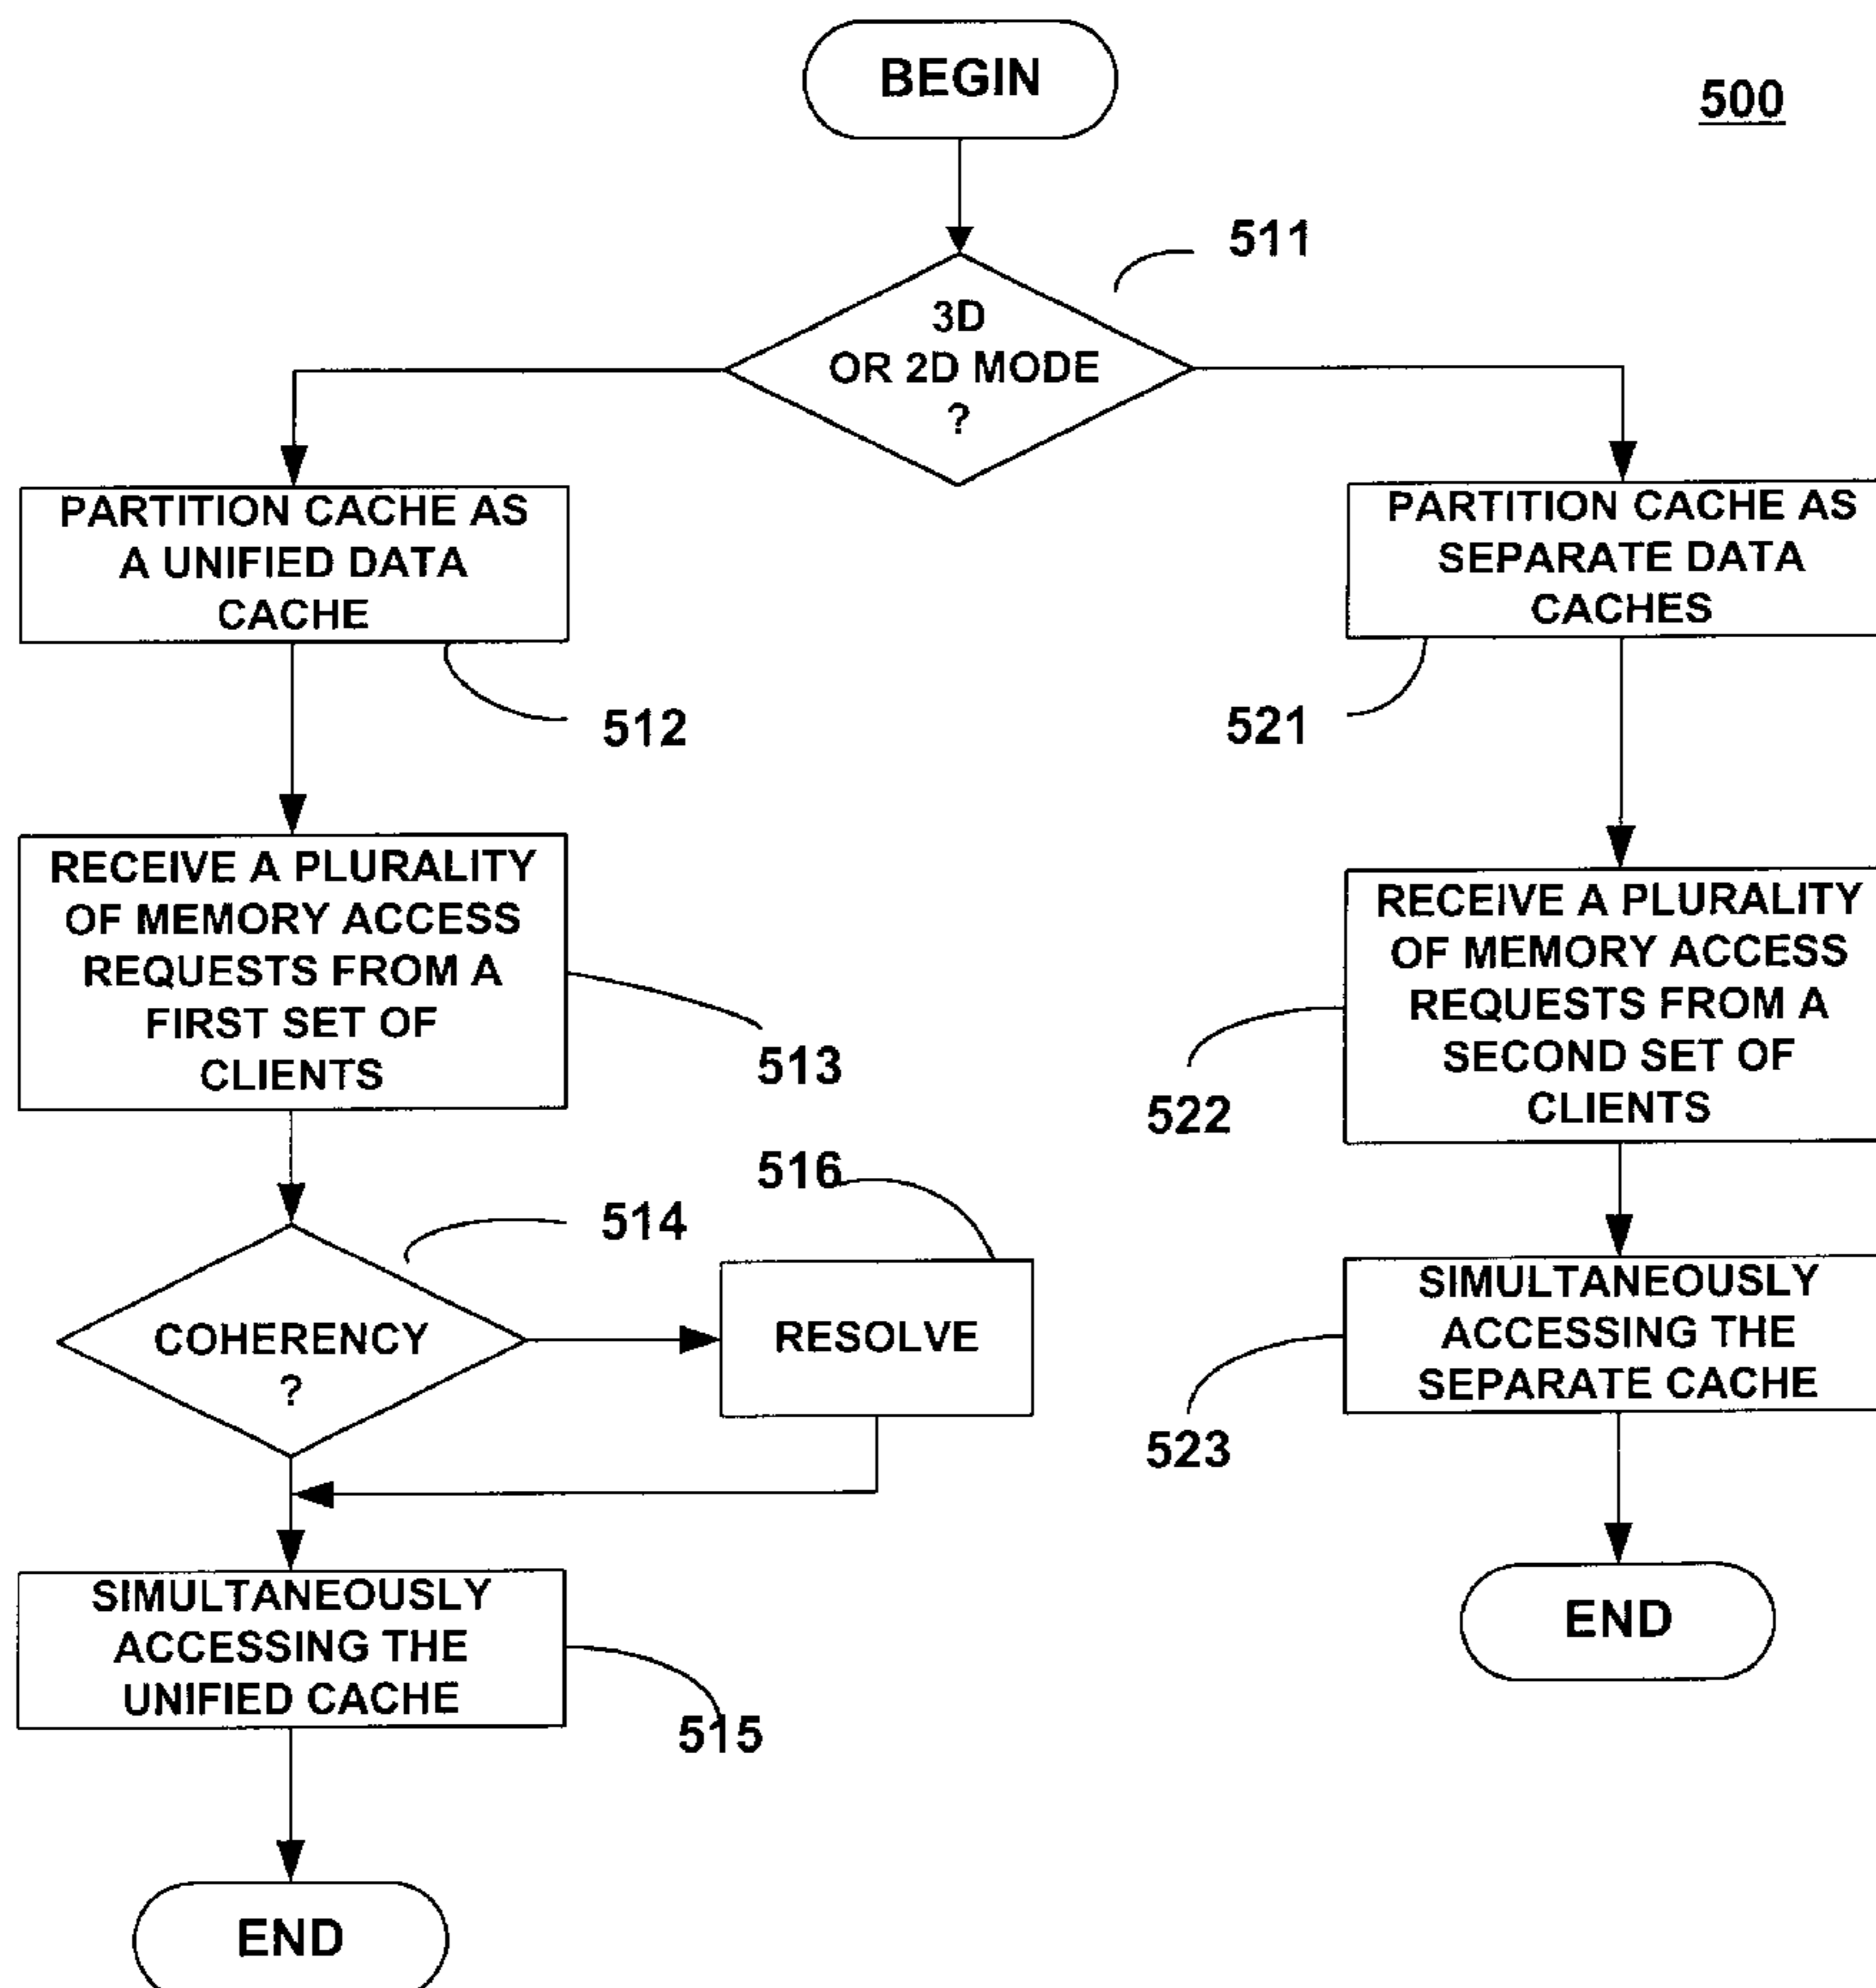 BEGIN
500
511
3D
OR 2D MODE
?
PARTITION CACHE AS
A UNIFIED DATA
CACHE
512
PARTITION CACHE AS
SEPARATE DATA
CACHES
521
RECEIVE A PLURALITY
OF MEMORY ACCESS
REQUESTS FROM A
FIRST SET OF
CLIENTS
513
RECEIVE A PLURALITY
OF MEMORY ACCESS
REQUESTS FROM A
SECOND SET OF
CLIENTS
522
516
514
COHERENCY
?
RESOLVE
SIMULTANEOUSLY
ACCESSING THE
SEPARATE CACHE
523
SIMULTANEOUSLY
ACCESSING THE
UNIFIED CACHE
515
END
END